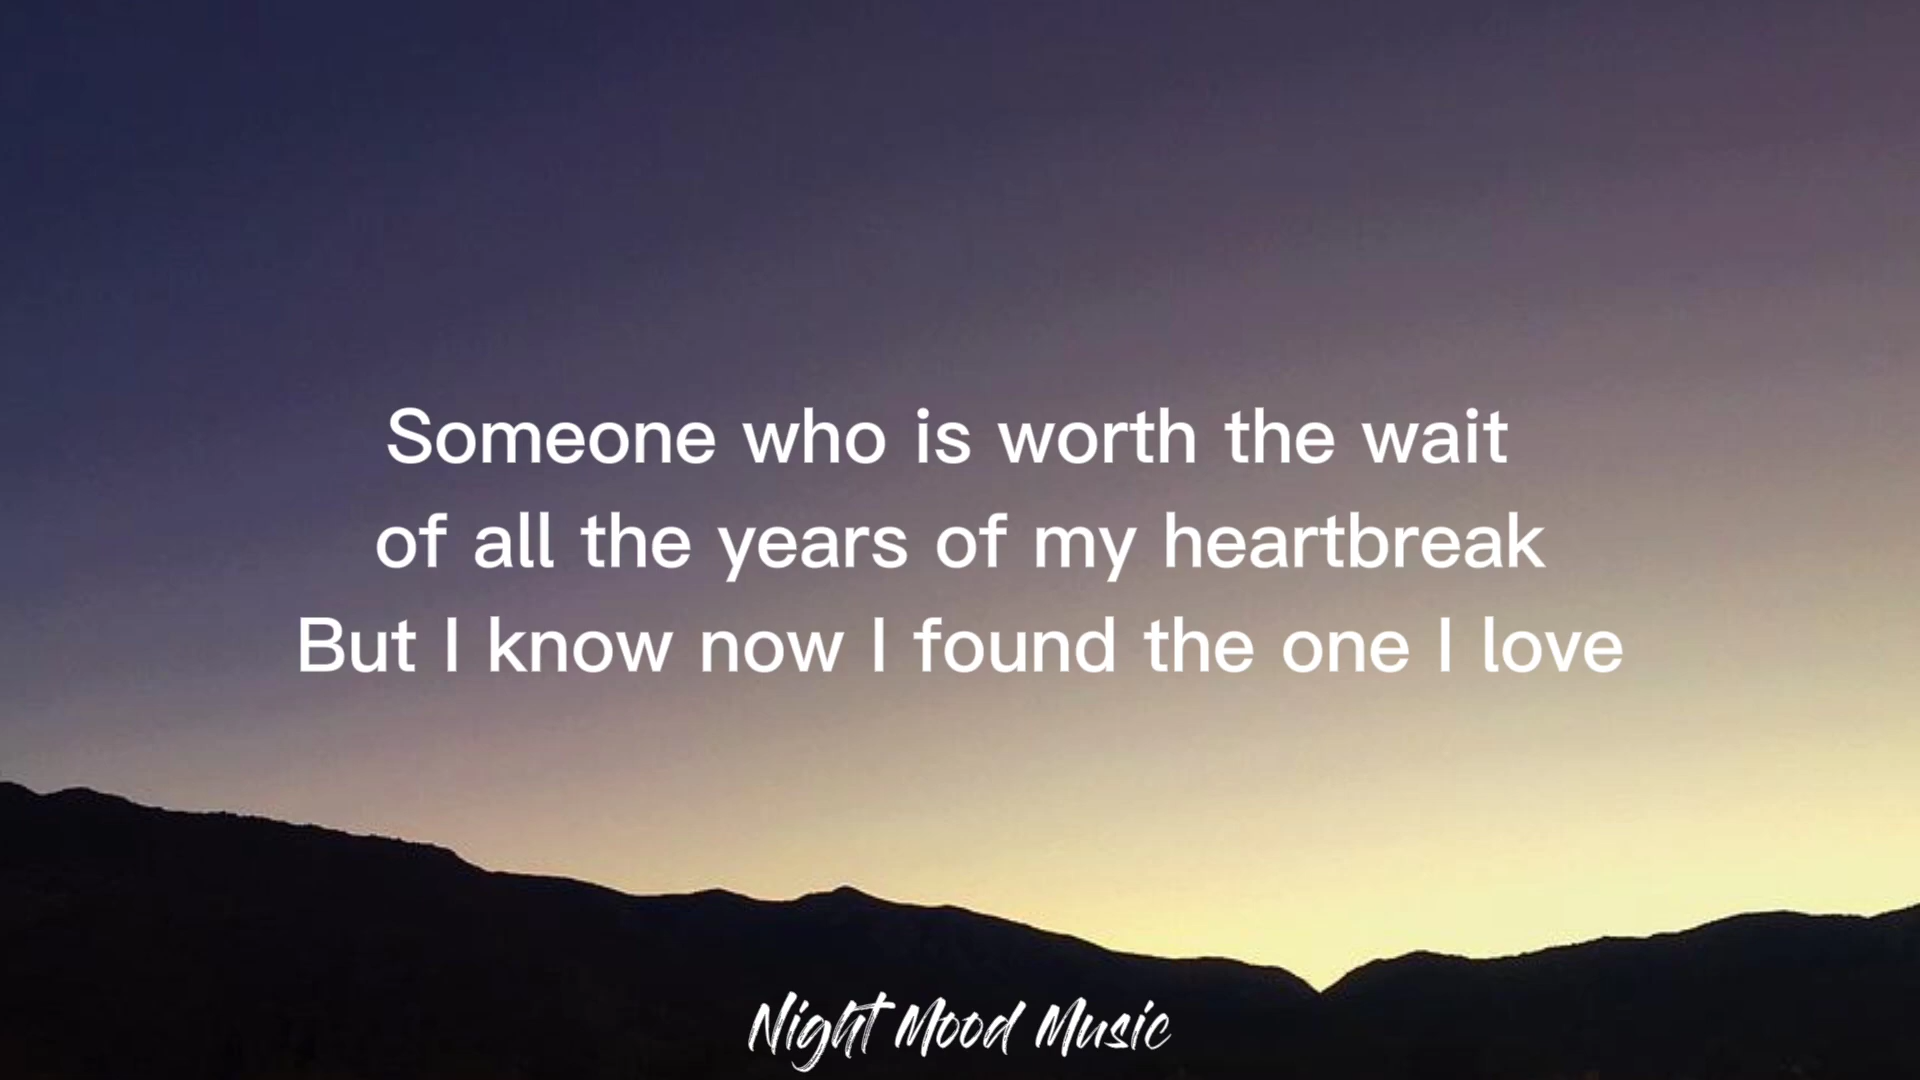 Someone who is worth the wait
of all the years of my heartbreak
But I know now I found the one I love
Night Mood Music